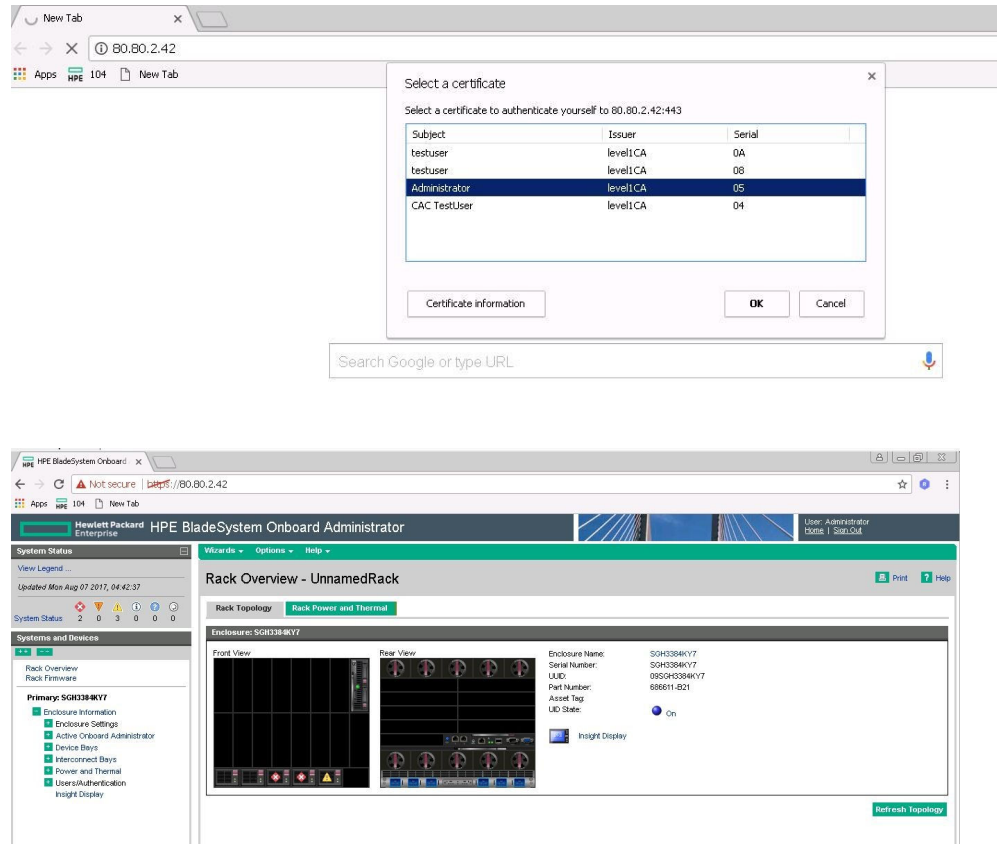 New Tab
80.80.2.42
Apps HPE 104 New Tab
Select a certificate
Select a certificate to authenticate yourself to 80.80.2.42:443
Subject Issuer Serial
testuser level1CA 0A
testuser level1CA 08
Administrator level1CA 05
CAC TestUser level1CA 04
Certificate information OK Cancel
Search Google or type URL
HPE HPE BladeSystem Onboard
Not secure https://80.80.2.42
Apps HPE 104 New Tab
Hewlett Packard Enterprise HPE BladeSystem Onboard Administrator
User: Administrator
Home | Sign Out
System Status
Wizards Options Help
View Legend ...
Updated Mon Aug 07 2017, 04:42:37
System Status 2 0 3 0 0 0
Systems and Devices
Rack Overview
Rack Firmware
Primary: SGH3384KY7
Enclosure Information
Enclosure Settings
Active Onboard Administrator
Device Bays
Interconnect Bays
Power and Thermal
Users/Authentication
Insight Display
Rack Overview - UnnamedRack
Print Help
Rack Topology Rack Power and Thermal
Enclosure: SGH3384KY7
Front View Rear View
Enclosure Name: SGH3384KY7
Serial Number: SGH3384KY7
UUID: 09SGH3384KY7
Part Number: 686611-B21
Asset Tag:
UID State: On
Insight Display
Refresh Topology